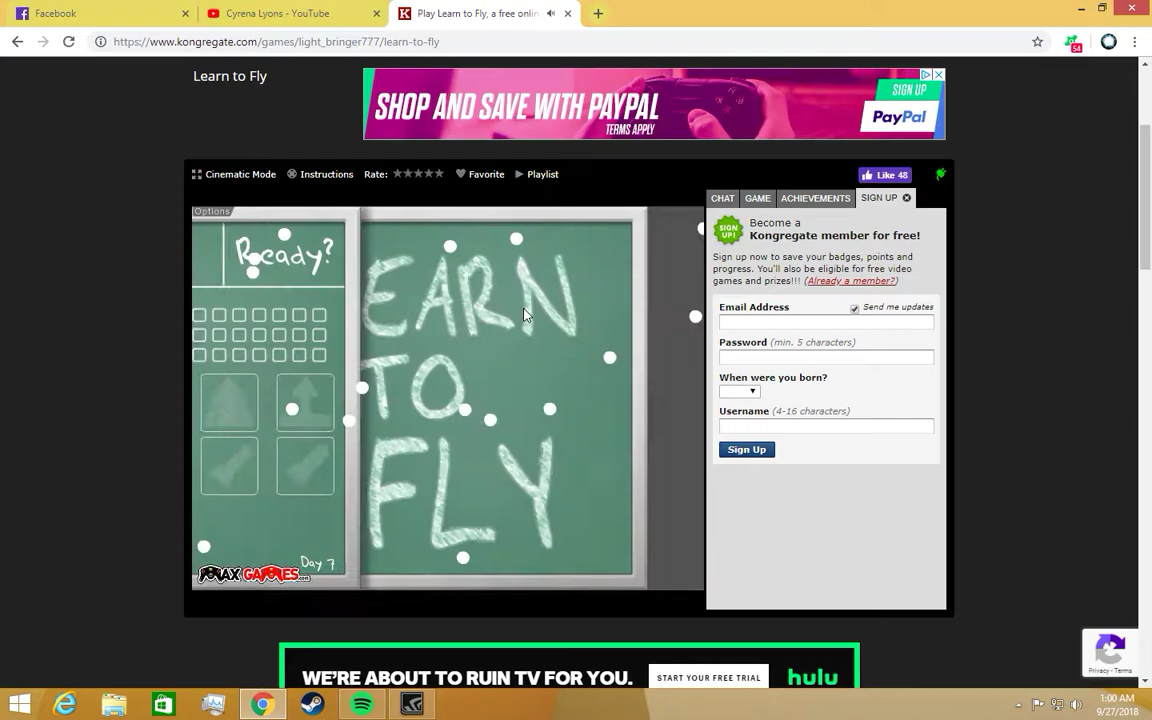 Facebook
Cyrena Lyons - YouTube
Play Learn to Fly, a free onlin
https://www.kongregate.com/games/light_bringer777/learn-to-fly
54
Learn to Fly
SHOP AND SAVE WITH PAYPAL
TERMS APPLY
SIGN UP
PayPal
Cinematic Mode
Instructions
Rate:
Favorite
Playlist
Like 48
CHAT
GAME
ACHIEVEMENTS
SIGN UP
Options
Ready?
EARN
TO
FLY
Day 7
MAX GAMES.com
SIGN UP!
Become a
Kongregate member for free!
Sign up now to save your badges, points and
progress. You'll also be eligible for free video
games and prizes!!! (Already a member?)
Email Address
Send me updates
Password (min. 5 characters)
When were you born?
Username (4-16 characters)
Sign Up
WE'RE ABOUT TO RUIN TV FOR YOU.
START YOUR FREE TRIAL
hulu
Privacy - Terms
1:00 AM
9/27/2018